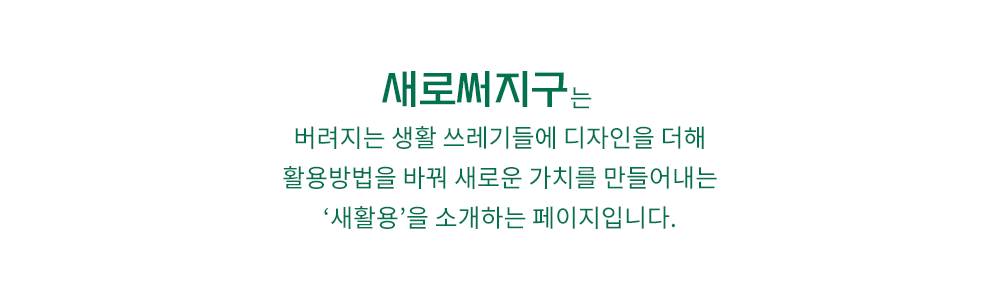 새로써지구는
버려지는 생활 쓰레기들에 디자인을 더해
활용방법을 바꿔 새로운 가치를 만들어내는
‘새활용’을 소개하는 페이지입니다.